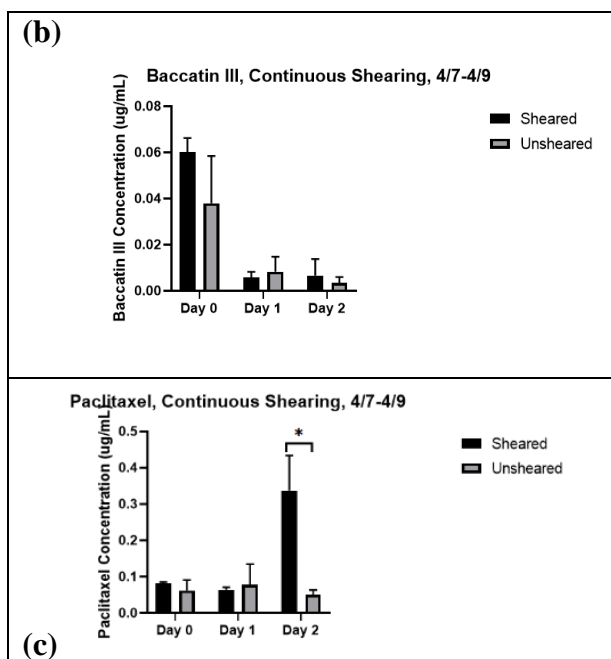 (b)
Baccatin III, Continuous Shearing, 4/7-4/9
Baccatin III Concentration (ug/mL)
0.08
0.06
0.04
0.02
0.00
Day 0 Day 1 Day 2
Sheared
Unsheared
Paclitaxel, Continuous Shearing, 4/7-4/9
Paclitaxel Concentration (ug/mL)
0.5
0.4
0.3
0.2
0.1
0.0
*
Day 0 Day 1 Day 2
Sheared
Unsheared
(c)